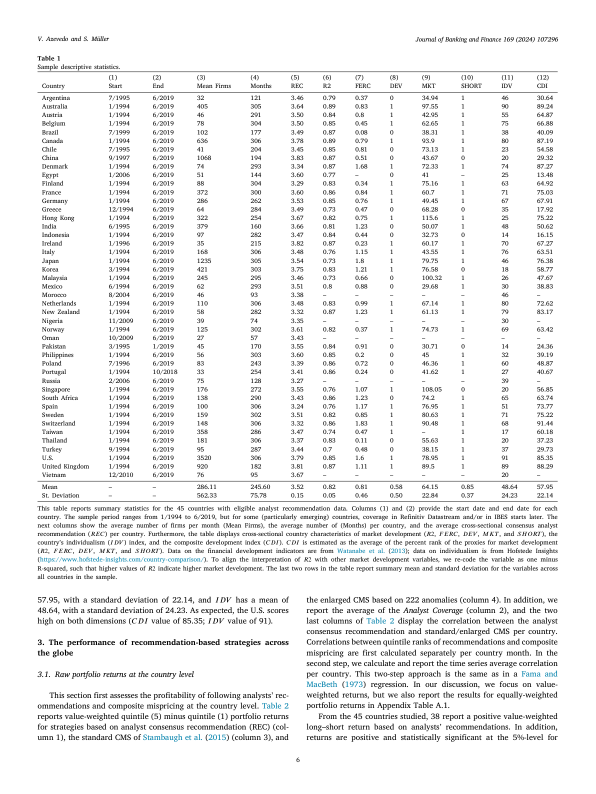 V. Azevedo and S. Müller
Journal of Banking and Finance 169 (2024) 107296
Table 1
Sample descriptive statistics.
(1) (2) (3) (4) (5) (6) (7) (8) (9) (10) (11) (12)
Country Start End Mean Firms Months REC R2 FERC DEV MKT SHORT IDV CDI
Argentina 7/1995 6/2019 32 121 3.46 0.79 0.37 0 34.94 1 46 30.64
Australia 1/1994 6/2019 405 305 3.64 0.89 0.83 1 97.55 1 90 89.24
Austria 1/1994 6/2019 46 291 3.50 0.84 0.8 1 42.95 1 55 64.87
Belgium 1/1994 6/2019 78 304 3.50 0.85 0.45 1 62.65 1 75 66.88
Brazil 7/1999 6/2019 102 177 3.49 0.87 0.08 0 38.31 1 38 40.09
Canada 1/1994 6/2019 636 306 3.78 0.89 0.79 1 93.9 1 80 87.19
Chile 7/1995 6/2019 41 204 3.45 0.85 0.81 0 73.13 1 23 54.58
China 9/1997 6/2019 1068 194 3.83 0.87 0.51 0 43.67 0 20 29.32
Denmark 1/1994 6/2019 74 293 3.34 0.87 1.68 1 72.33 1 74 87.27
Egypt 1/2006 6/2019 51 144 3.60 0.77 – 0 41 – 25 13.48
Finland 1/1994 6/2019 88 304 3.29 0.83 0.34 1 75.16 1 63 64.92
France 1/1994 6/2019 372 300 3.60 0.86 0.84 1 60.7 1 71 75.03
Germany 1/1994 6/2019 286 262 3.53 0.85 0.76 1 49.45 1 67 67.91
Greece 12/1994 6/2019 64 284 3.49 0.73 0.47 0 68.28 0 35 17.92
Hong Kong 1/1994 6/2019 322 254 3.67 0.82 0.75 1 115.6 1 25 75.22
India 6/1995 6/2019 379 160 3.66 0.81 1.23 0 50.07 1 48 50.62
Indonesia 1/1994 6/2019 97 282 3.47 0.84 0.44 0 32.73 0 14 16.15
Ireland 1/1996 6/2019 35 215 3.82 0.87 0.23 1 60.17 1 70 67.27
Italy 1/1994 6/2019 168 306 3.48 0.76 1.15 1 43.55 1 76 63.51
Japan 1/1994 6/2019 1235 305 3.54 0.73 1.8 1 79.75 1 46 76.38
Korea 3/1994 6/2019 421 303 3.75 0.83 1.21 1 76.58 0 18 58.77
Malaysia 1/1994 6/2019 245 295 3.46 0.73 0.66 0 100.32 1 26 47.67
Mexico 6/1994 6/2019 62 293 3.51 0.8 0.88 0 29.68 1 30 38.83
Morocco 8/2004 6/2019 46 93 3.38 – – – – – 46 –
Netherlands 1/1994 6/2019 110 306 3.48 0.83 0.99 1 67.14 1 80 72.62
New Zealand 1/1994 6/2019 58 282 3.32 0.87 1.23 1 61.13 1 79 83.17
Nigeria 11/2009 6/2019 39 74 3.35 – – – – – 30 –
Norway 1/1994 6/2019 125 302 3.61 0.82 0.37 1 74.73 1 69 63.42
Oman 10/2009 6/2019 27 57 3.43 – – – – – – –
Pakistan 3/1995 1/2019 45 170 3.55 0.84 0.91 0 30.71 0 14 24.36
Philippines 1/1994 6/2019 56 303 3.60 0.85 0.2 0 45 1 32 39.19
Poland 7/1996 6/2019 83 243 3.39 0.86 0.72 0 46.36 1 60 48.87
Portugal 1/1994 10/2018 33 254 3.41 0.86 0.24 0 41.62 1 27 40.67
Russia 2/2006 6/2019 75 128 3.27 – – – – – 39 –
Singapore 1/1994 6/2019 176 272 3.55 0.76 1.07 1 108.05 0 20 56.85
South Africa 1/1994 6/2019 138 290 3.43 0.86 1.23 0 74.2 1 65 63.74
Spain 1/1994 6/2019 100 306 3.24 0.76 1.17 1 76.95 1 51 73.77
Sweden 1/1994 6/2019 159 302 3.51 0.82 0.85 1 80.63 1 71 75.22
Switzerland 1/1994 6/2019 148 306 3.32 0.86 1.83 1 90.48 1 68 91.44
Taiwan 1/1994 6/2019 358 286 3.47 0.74 0.47 1 – 1 17 60.18
Thailand 1/1994 6/2019 181 306 3.37 0.83 0.11 0 55.63 1 20 37.23
Turkey 9/1994 6/2019 95 287 3.44 0.7 0.48 0 38.15 1 37 29.73
U.S. 1/1994 6/2019 3520 306 3.79 0.85 1.6 1 78.95 1 91 85.35
United Kingdom 1/1994 6/2019 920 182 3.81 0.87 1.11 1 89.5 1 89 88.29
Vietnam 12/2010 6/2019 76 95 3.67 – – – – – 20 –
Mean – – 286.11 245.60 3.52 0.82 0.81 0.58 64.15 0.85 48.64 57.95
St. Deviation – – 562.33 75.78 0.15 0.05 0.46 0.50 22.84 0.37 24.23 22.14
This table reports summary statistics for the 45 countries with eligible analyst recommendation data. Columns (1) and (2) provide the start date and end date for each
country. The sample period ranges from 1/1994 to 6/2019, but for some (particularly emerging) countries, coverage in Refinitiv Datastream and/or in IBES starts later. The
next columns show the average number of firms per month (Mean Firms), the average number of (Months) per country, and the average cross-sectional consensus analyst
recommendation (REC) per country. Furthermore, the table displays cross-country characteristics of market development (R2, FERC, DEV, MKT, and SHORT), the
country's individualism (IDV) index, and the composite development index (CDI). CDI is estimated as the average of the percent rank of the proxies for market development
(R2, FERC, DEV, MKT, and SHORT). Data on the financial development indicators are from Watanabe et al. (2013); data on individualism is from Hofstede Insights
(https://www.hofstede-insights.com/country-comparison/). To align the interpretation of R2 with other market development variables, we re-code the variable as one minus
R-squared, such that higher values of R2 indicate higher market development. The last two rows in the table report summary mean and standard deviation for the variables across
all countries in the sample.
57.95, with a standard deviation of 22.14, and IDV has a mean of
48.64, with a standard deviation of 24.23. As expected, the U.S. scores
high on both dimensions (CDI value of 85.35; IDV value of 91).
3. The performance of recommendation-based strategies across
the globe
3.1. Raw portfolio returns at the country level
This section first assesses the profitability of following analysts' rec-
ommendations and composite mispricing at the country level. Table 2
reports value-weighted quintile (5) minus quintile (1) portfolio returns
for strategies based on analyst consensus recommendation (REC) (col-
umn 1), the standard CMS of Stambaugh et al. (2015) (column 3), and
the enlarged CMS based on 222 anomalies (column 4). In addition, we
report the average of the Analyst Coverage (column 2), and the two
last columns of Table 2 display the correlation between the analyst
consensus recommendation and standard/enlarged CMS per country.
Correlations between quintile ranks of recommendations and composite
mispricing are first calculated separately per country month. In the
second step, we calculate and report the time series average correlation
per country. This two-step approach is the same as in a Fama and
MacBeth (1973) regression. In our discussion, we focus on value-
weighted returns, but we also report the results for equally-weighted
portfolio returns in Appendix Table A.1.
From the 45 countries studied, 38 report a positive value-weighted
long–short return based on analysts' recommendations. In addition,
returns are positive and statistically significant at the 5%-level for
6